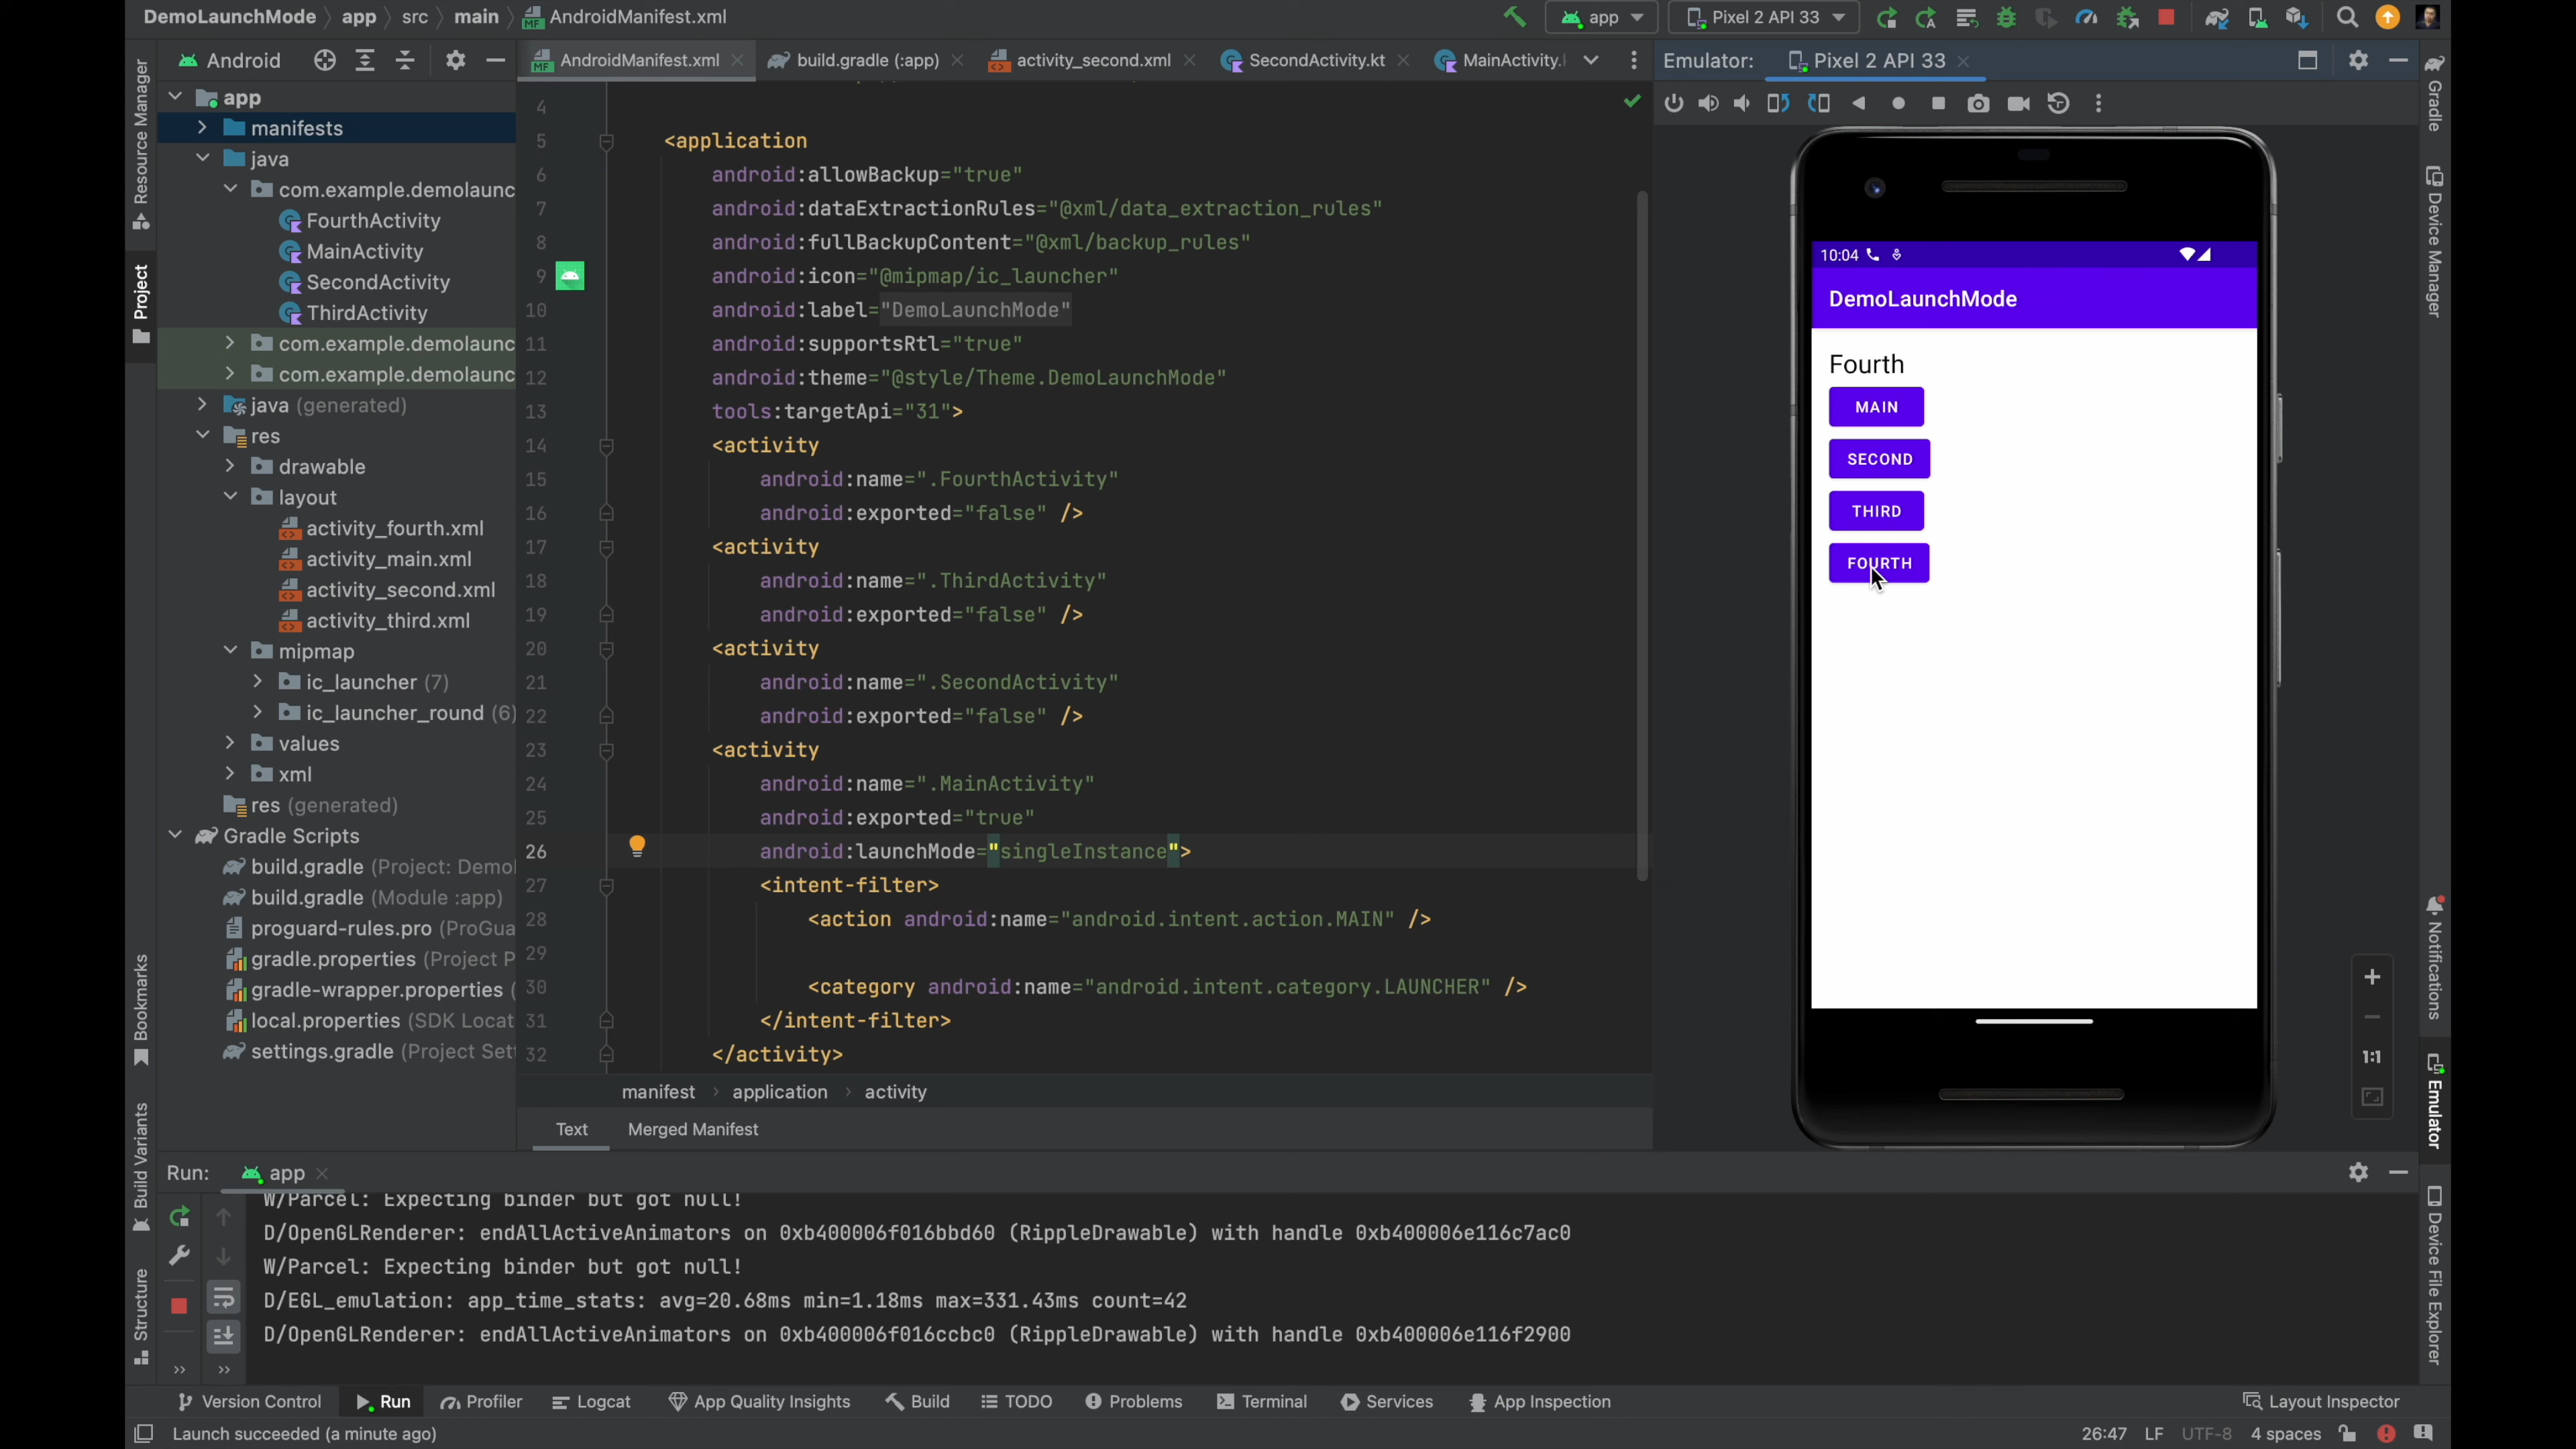 DemoLaunchMode app src main AndroidManifest.xml
app Pixel 2 API 33
Android
AndroidManifest.xml build.gradle (:app) activity_second.xml SecondActivity.kt MainActivity.
Emulator: Pixel 2 API 33
Resource Manager
Project
Bookmarks
Build Variants
Structure
app
manifests
java
com.example.demolaunc
FourthActivity
MainActivity
SecondActivity
ThirdActivity
com.example.demolaunc
com.example.demolaunc
java (generated)
res
drawable
layout
activity_fourth.xml
activity_main.xml
activity_second.xml
activity_third.xml
mipmap
ic_launcher (7)
ic_launcher_round (6)
values
xml
res (generated)
Gradle Scripts
build.gradle (Project: Demo
build.gradle (Module :app)
proguard-rules.pro (ProGua
gradle.properties (Project P
gradle-wrapper.properties (
local.properties (SDK Locat
settings.gradle (Project Set
4
5 <application
6 android:allowBackup="true"
7 android:dataExtractionRules="@xml/data_extraction_rules"
8 android:fullBackupContent="@xml/backup_rules"
9 android:icon="@mipmap/ic_launcher"
10 android:label="DemoLaunchMode"
11 android:supportsRtl="true"
12 android:theme="@style/Theme.DemoLaunchMode"
13 tools:targetApi="31">
14 <activity
15 android:name=".FourthActivity"
16 android:exported="false" />
17 <activity
18 android:name=".ThirdActivity"
19 android:exported="false" />
20 <activity
21 android:name=".SecondActivity"
22 android:exported="false" />
23 <activity
24 android:name=".MainActivity"
25 android:exported="true"
26 android:launchMode="singleInstance">
27 <intent-filter>
28 <action android:name="android.intent.action.MAIN" />
29
30 <category android:name="android.intent.category.LAUNCHER" />
31 </intent-filter>
32 </activity>
manifest application activity
Text Merged Manifest
10:04
DemoLaunchMode
Fourth
MAIN
SECOND
THIRD
FOURTH
1:1
Gradle
Device Manager
Notifications
Emulator
Device File Explorer
Run: app
W/Parcel: Expecting binder but got null!
D/OpenGLRenderer: endAllActiveAnimators on 0xb400006f016bbd60 (RippleDrawable) with handle 0xb400006e116c7ac0
W/Parcel: Expecting binder but got null!
D/EGL_emulation: app_time_stats: avg=20.68ms min=1.18ms max=331.43ms count=42
D/OpenGLRenderer: endAllActiveAnimators on 0xb400006f016ccbc0 (RippleDrawable) with handle 0xb400006e116f2900
Version Control Run Profiler Logcat App Quality Insights Build TODO Problems Terminal Services App Inspection Layout Inspector
Launch succeeded (a minute ago) 26:47 LF UTF-8 4 spaces